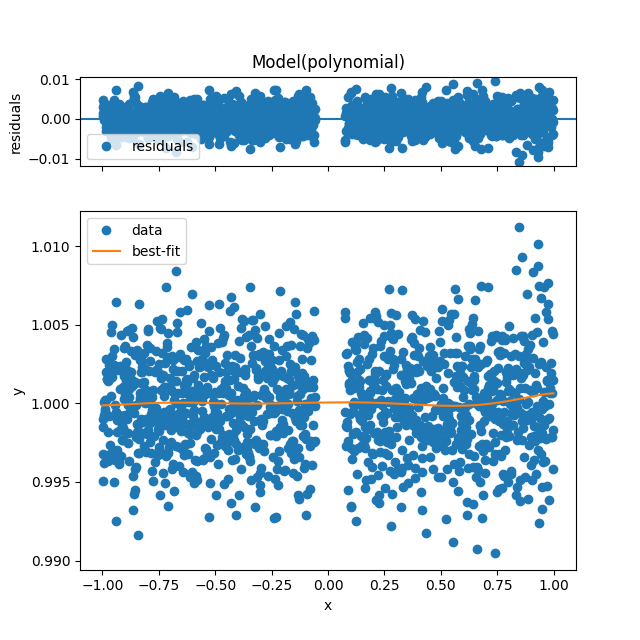 Model(polynomial)
0.01
0.00
−0.01
residuals
residuals
data
best-fit
1.010
1.005
1.000
0.995
0.990
y
−1.00 −0.75 −0.50 −0.25 0.00 0.25 0.50 0.75 1.00
x